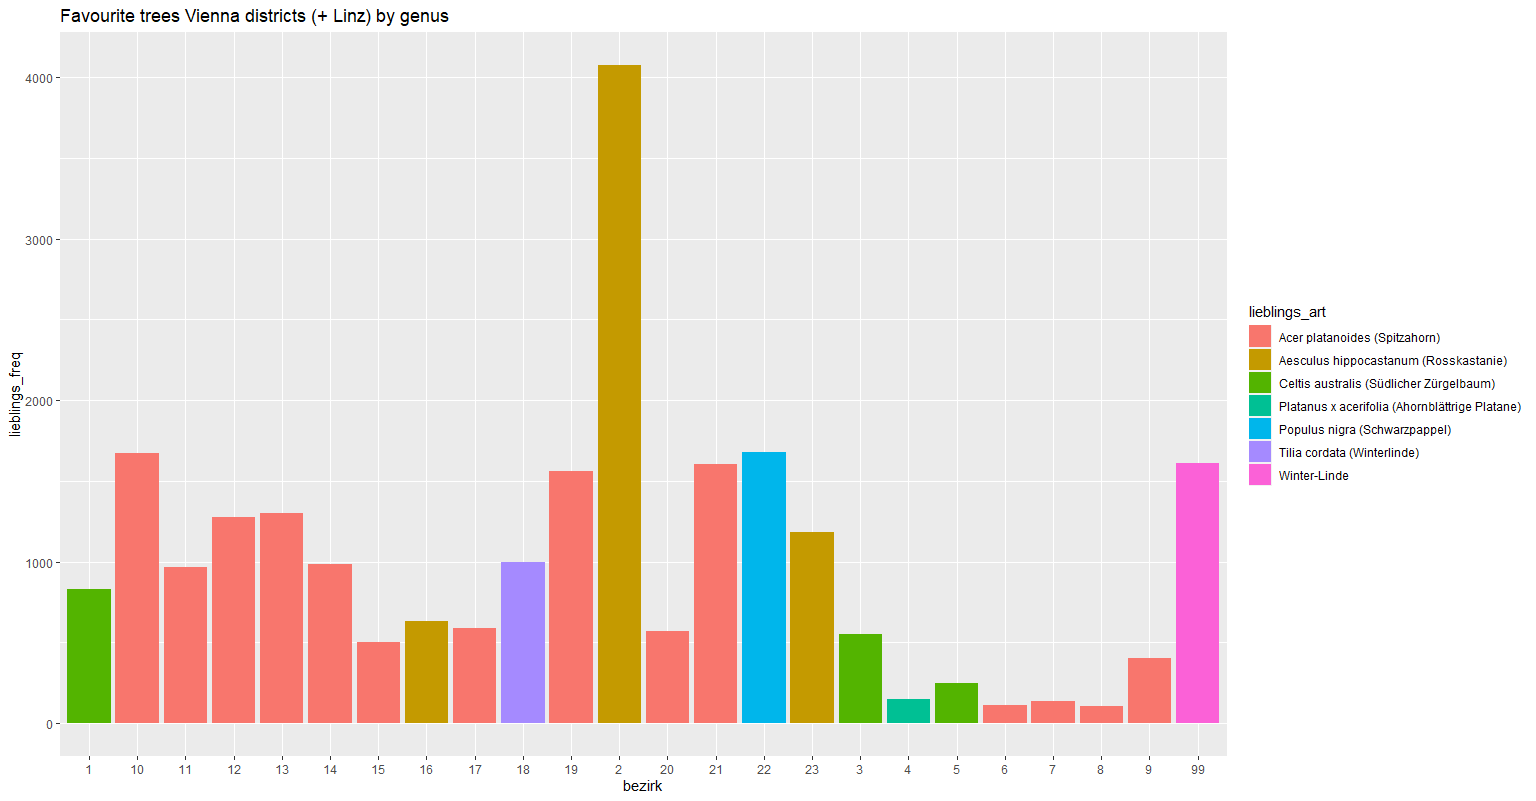 Favourite trees Vienna districts (+ Linz) by genus
lieblings_freq
4000
3000
2000
1000
0
1 10 11 12 13 14 15 16 17 18 19 2 20 21 22 23 3 4 5 6 7 8 9 99
bezirk
lieblings_art
Acer platanoides (Spitzahorn)
Aesculus hippocastanum (Rosskastanie)
Celtis australis (Südlicher Zürgelbaum)
Platanus x acerifolia (Ahornblättrige Platane)
Populus nigra (Schwarzpappel)
Tilia cordata (Winterlinde)
Winter-Linde